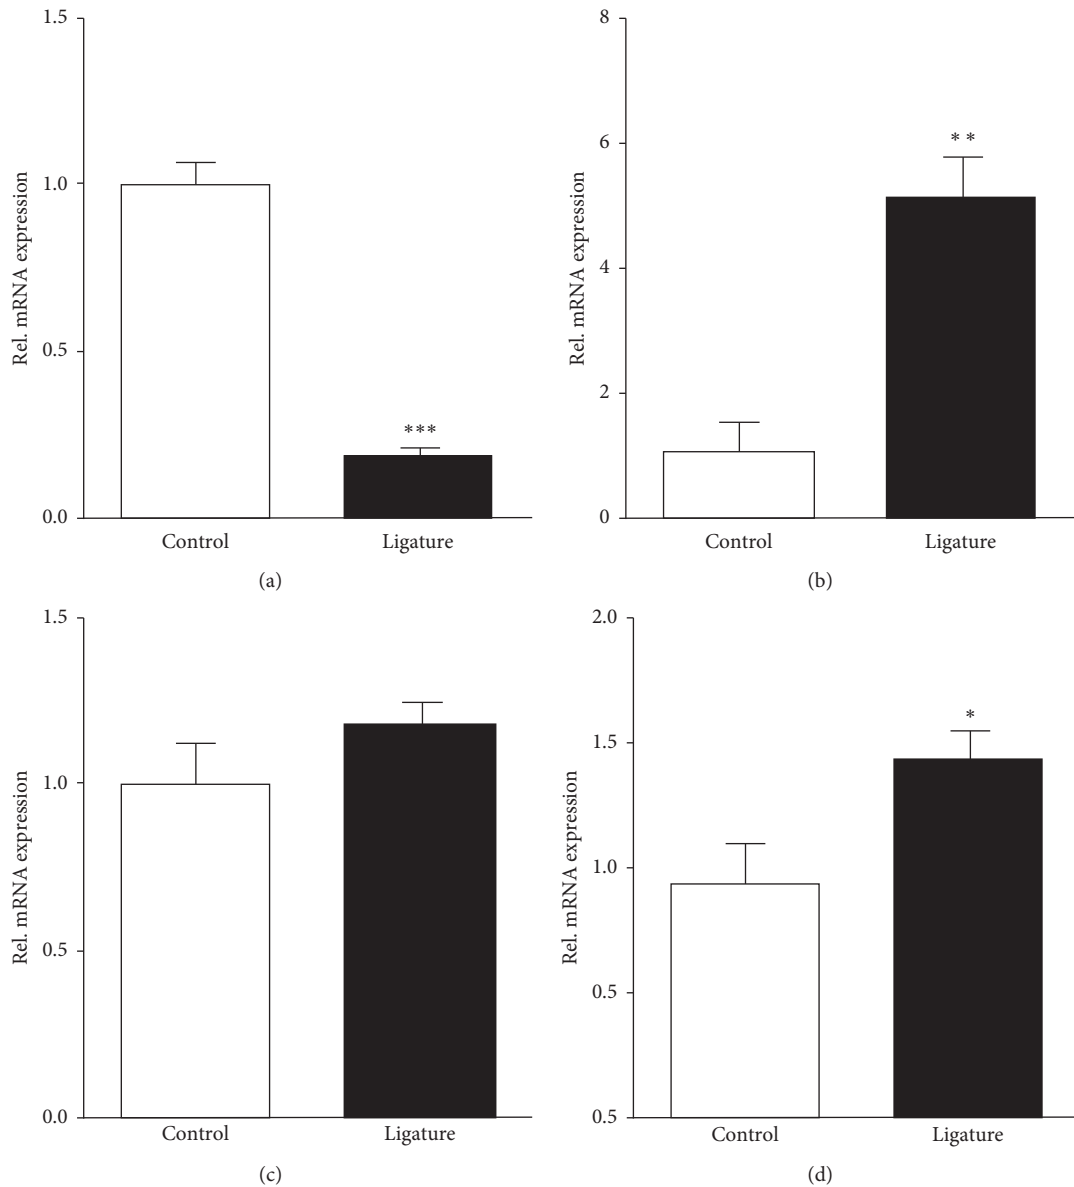 1.5
1.0
0.5
0.0
Rel. mRNA expression
***
Control
Ligature
(a)
8
6
4
2
0
Rel. mRNA expression
**
Control
Ligature
(b)
1.5
1.0
0.5
0.0
Rel. mRNA expression
Control
Ligature
(c)
2.0
1.5
1.0
0.5
0.5
Rel. mRNA expression
*
Control
Ligature
(d)